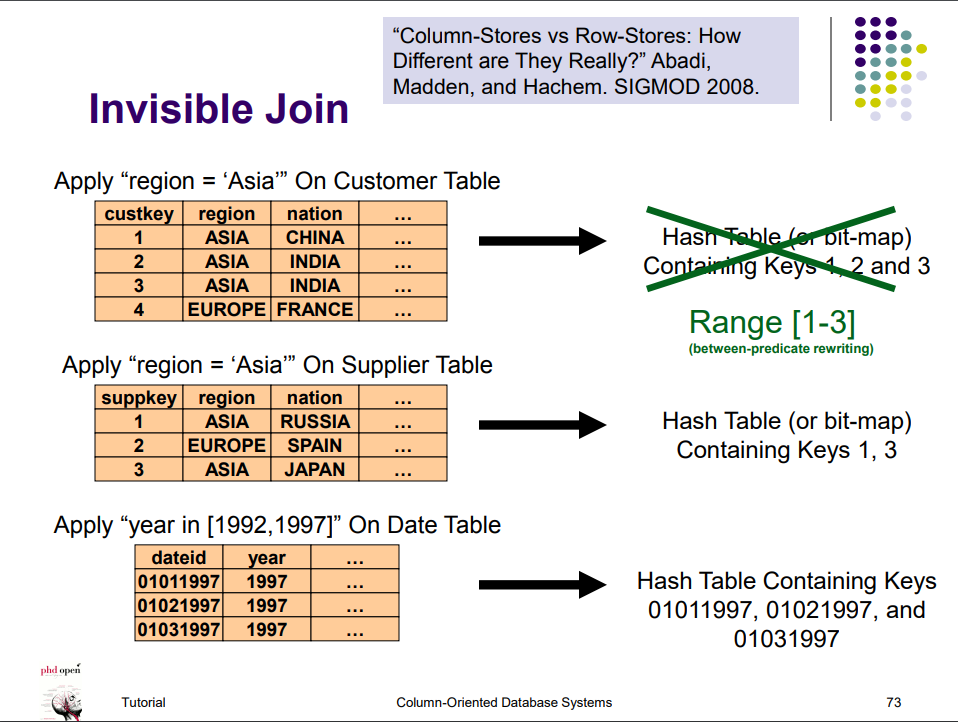 “Column-Stores vs Row-Stores: How
Different are They Really?” Abadi,
Madden, and Hachem. SIGMOD 2008.
Invisible Join
Apply “region = ‘Asia’” On Customer Table
custkey region nation …
1 ASIA CHINA …
2 ASIA INDIA …
3 ASIA INDIA …
4 EUROPE FRANCE …
Hash Table (or bit-map)
Containing Keys 1, 2 and 3
Range [1-3]
(between-predicate rewriting)
Apply “region = ‘Asia’” On Supplier Table
suppkey region nation …
1 ASIA RUSSIA …
2 EUROPE SPAIN …
3 ASIA JAPAN …
Hash Table (or bit-map)
Containing Keys 1, 3
Apply “year in [1992,1997]” On Date Table
dateid year …
01011997 1997 …
01021997 1997 …
01031997 1997 …
Hash Table Containing Keys
01011997, 01021997, and
01031997
phd open
Tutorial
Column-Oriented Database Systems
73